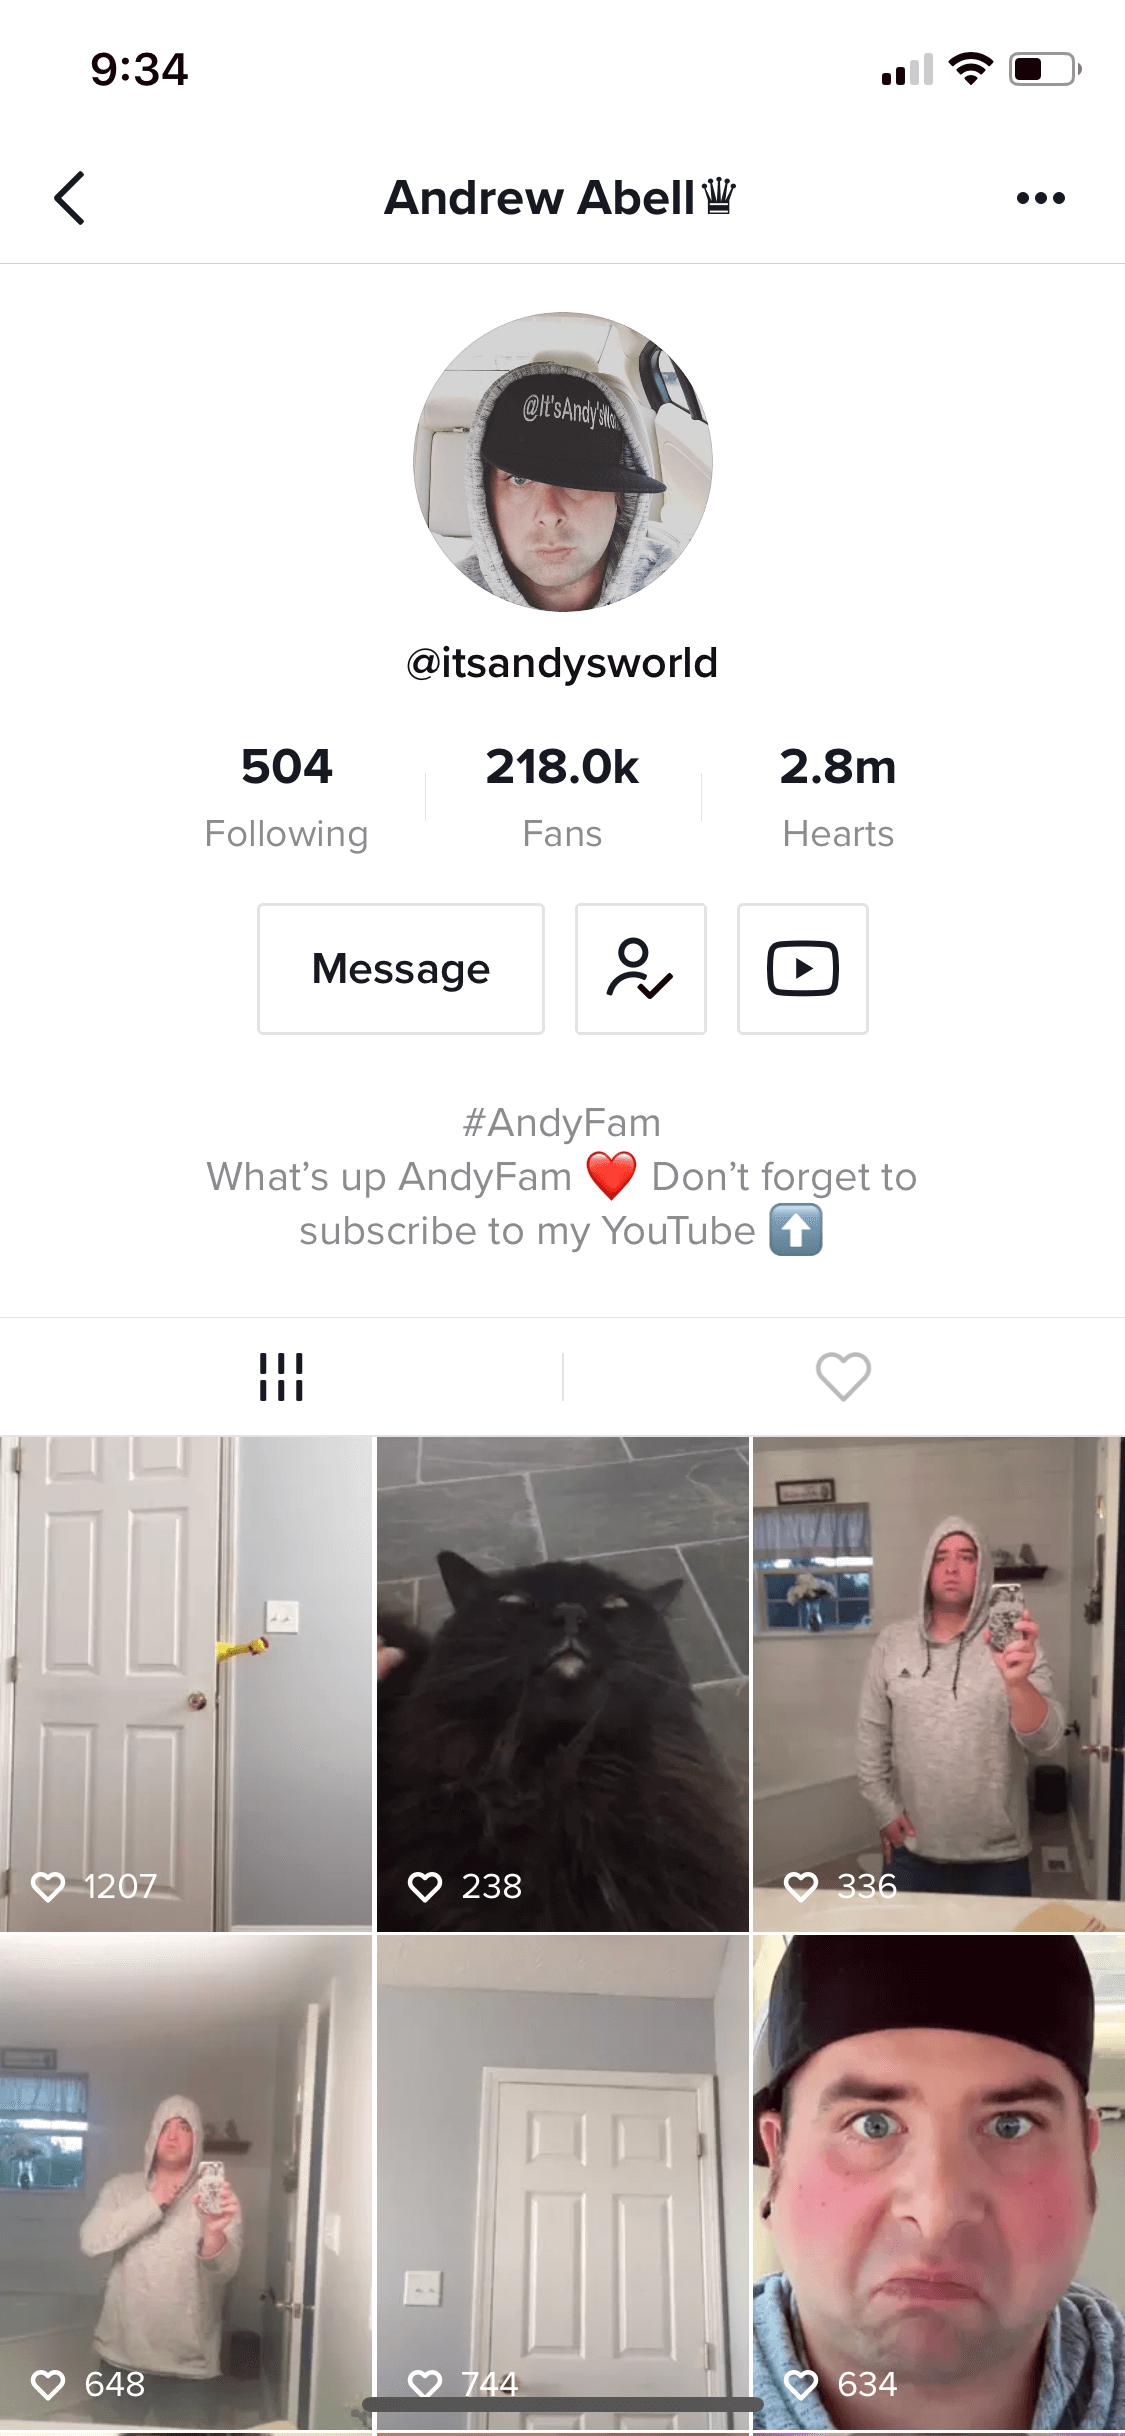 9:34
Andrew Abell♛
@It'sAndy'sWo
@itsandysworld
504
218.0k
2.8m
Following
Fans
Hearts
Message
#AndyFam
What's up AndyFam ❤️ Don't forget to
subscribe to my YouTube ⬆️
1207
238
336
648
744
634